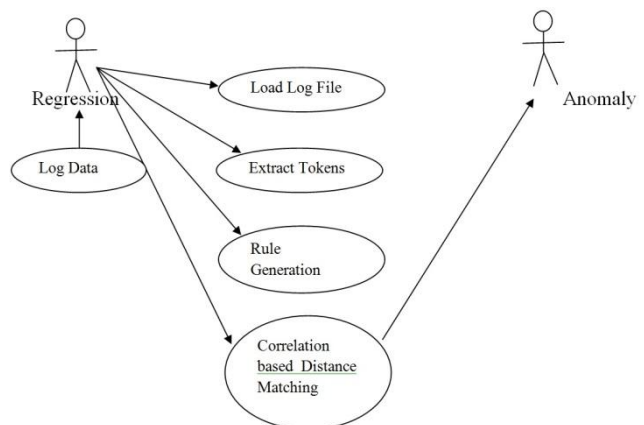 Load Log File
Regression
Anomaly
Log Data
Extract Tokens
Rule
Generation
Correlation
based Distance
Matching